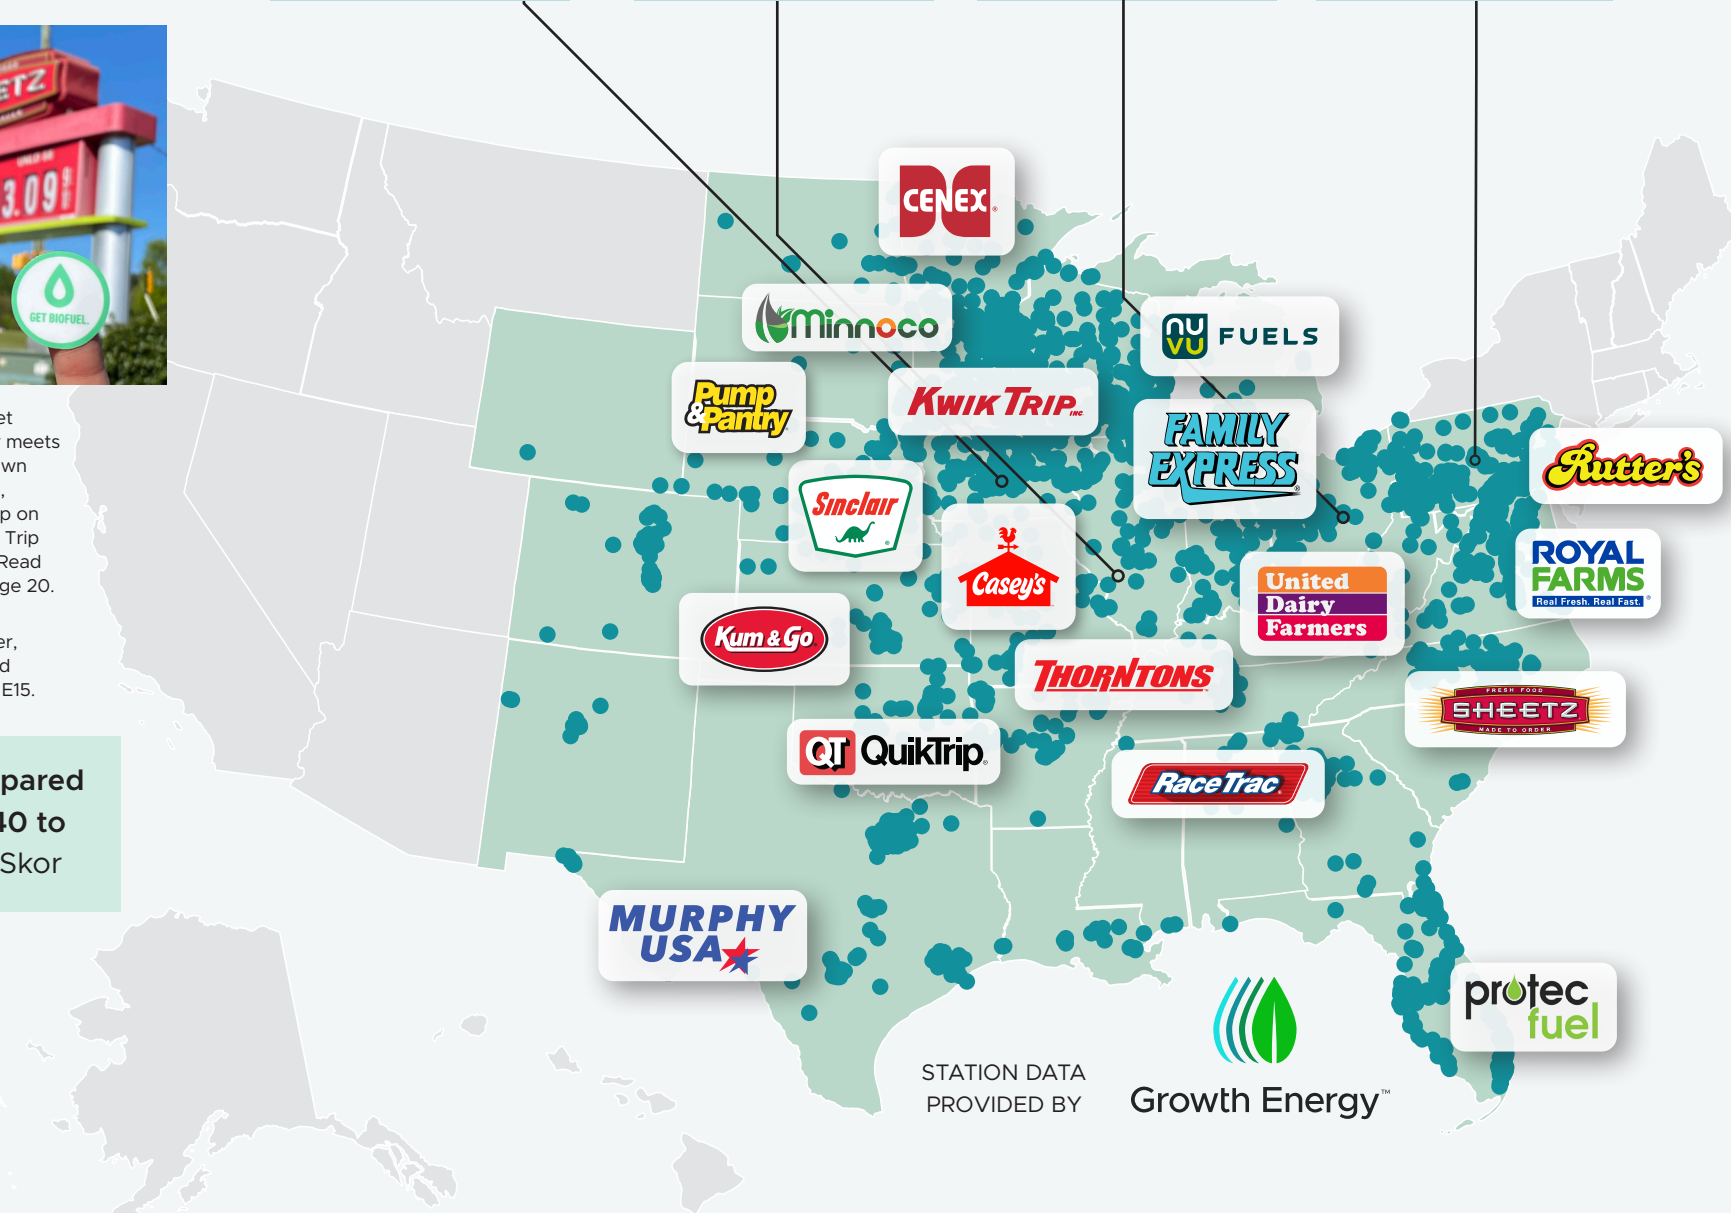 ETZ
3.09
GET BIOFUEL.
et
meets
wn
,
p on
Trip
Read
ge 20.
er,
d
E15.
pared
40 to
Skor
CENEX
Minnoco
NUVU FUELS
Pump
& Pantry
KWIK TRIP INC.
FAMILY
EXPRESS
Rutter's
Sinclair
Casey's
ROYAL
FARMS
Real Fresh. Real Fast.
United
Dairy
Farmers
Kum & Go
THORNTONS
FRESH FOOD
SHEETZ
MADE TO ORDER
QT QuikTrip
RaceTrac
MURPHY
USA
protec
fuel
STATION DATA
PROVIDED BY
Growth Energy™